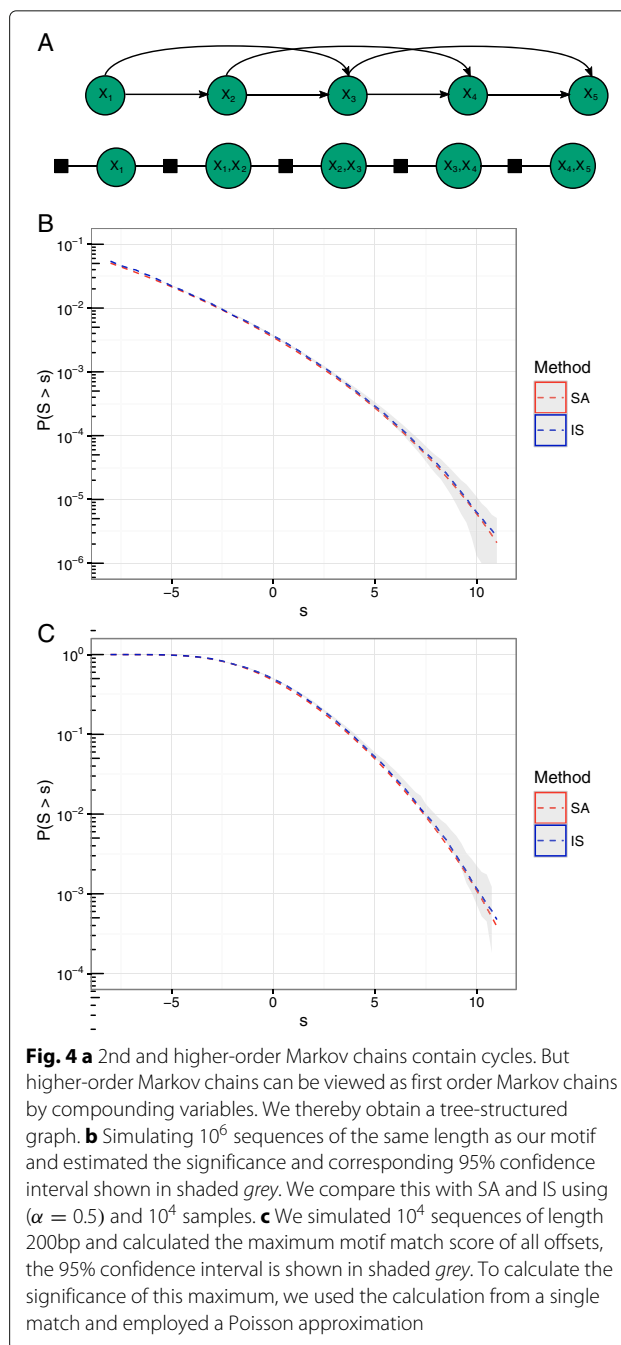 A
X1 X2 X3 X4 X5
X1 X1,X2 X2,X3 X3,X4 X4,X5
B
10^−1
10^−2
10^−3
10^−4
10^−5
10^−6
P(S > s)
−5 0 5 10
s
Method
SA
IS
C
10^0
10^−1
10^−2
10^−3
10^−4
P(S > s)
−5 0 5 10
s
Method
SA
IS
Fig. 4 a 2nd and higher-order Markov chains contain cycles. But
higher-order Markov chains can be viewed as first order Markov chains
by compounding variables. We thereby obtain a tree-structured
graph. b Simulating 10^6 sequences of the same length as our motif
and estimated the significance and corresponding 95% confidence
interval shown in shaded grey. We compare this with SA and IS using
(α = 0.5) and 10^4 samples. c We simulated 10^4 sequences of length
200bp and calculated the maximum motif match score of all offsets,
the 95% confidence interval is shown in shaded grey. To calculate the
significance of this maximum, we used the calculation from a single
match and employed a Poisson approximation